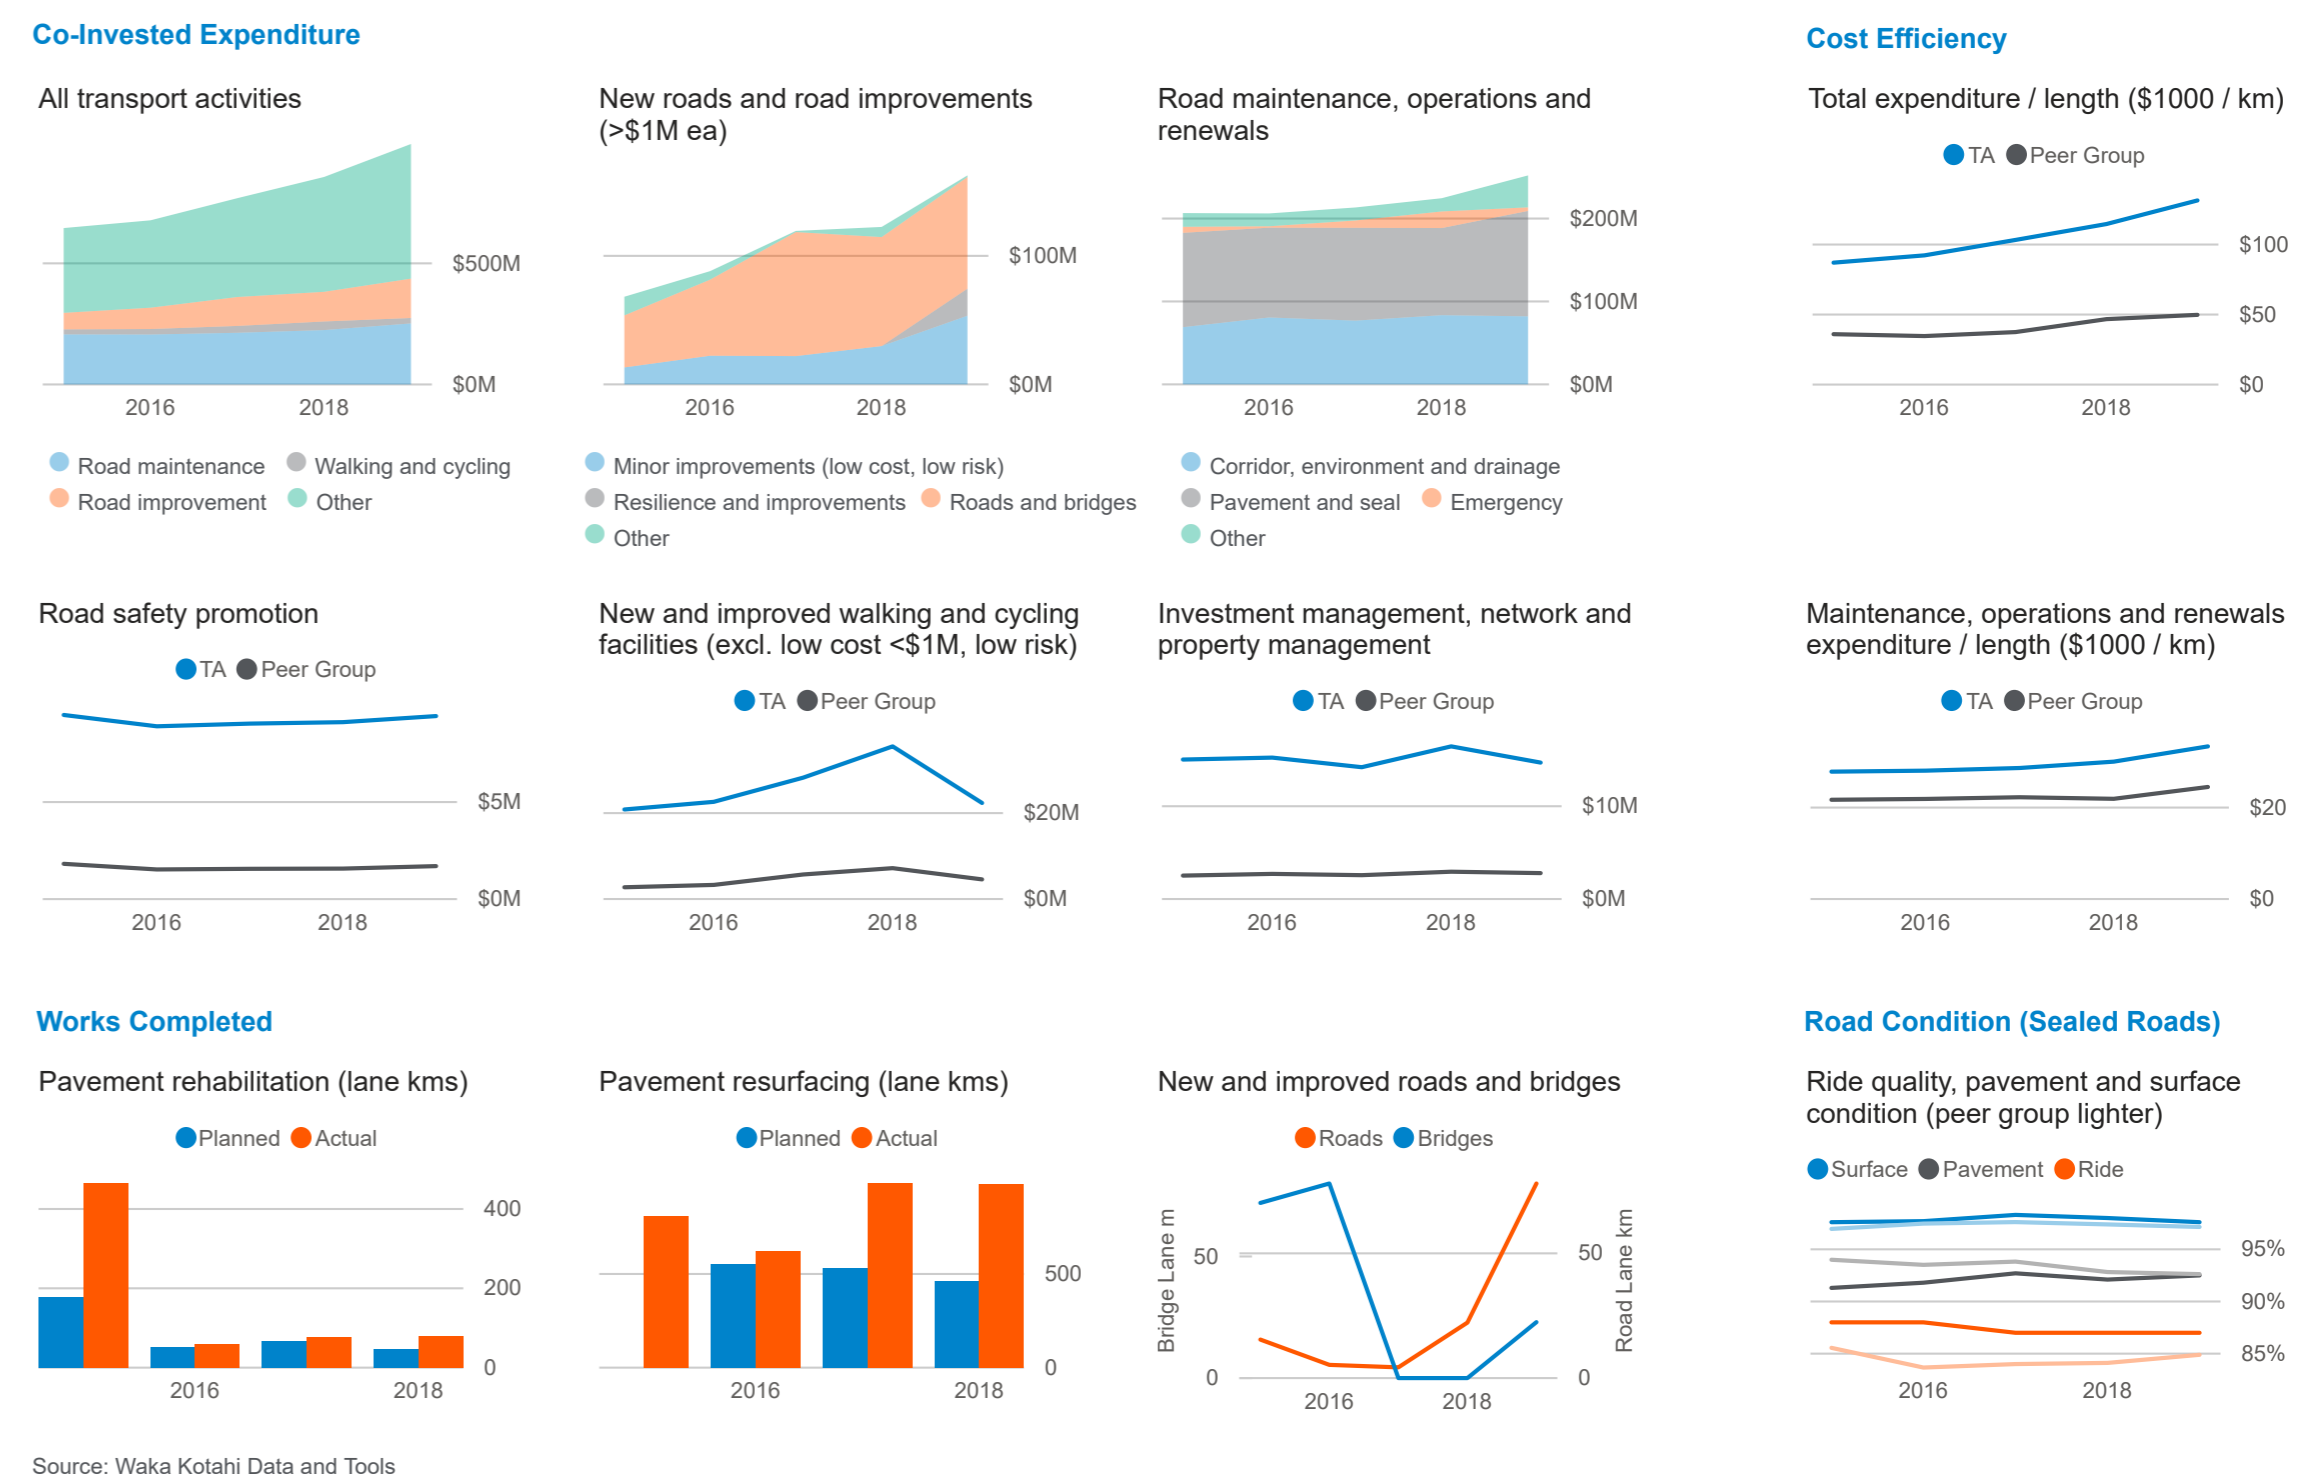 Co-Invested Expenditure
Cost Efficiency
All transport activities
$500M
$0M
2016 2018
Road maintenance Walking and cycling
Road improvement Other
New roads and road improvements
(>$1M ea)
$100M
$0M
2016 2018
Minor improvements (low cost, low risk)
Resilience and improvements Roads and bridges
Other
Road maintenance, operations and
renewals
$200M
$100M
$0M
2016 2018
Corridor, environment and drainage
Pavement and seal Emergency
Other
Total expenditure / length ($1000 / km)
TA Peer Group
$100
$50
$0
2016 2018
Road safety promotion
TA Peer Group
$5M
$0M
2016 2018
New and improved walking and cycling
facilities (excl. low cost <$1M, low risk)
TA Peer Group
$20M
$0M
2016 2018
Investment management, network and
property management
TA Peer Group
$10M
$0M
2016 2018
Maintenance, operations and renewals
expenditure / length ($1000 / km)
TA Peer Group
$20
$0
2016 2018
Works Completed
Road Condition (Sealed Roads)
Pavement rehabilitation (lane kms)
Planned Actual
400
200
0
2016 2018
Pavement resurfacing (lane kms)
Planned Actual
500
0
2016 2018
New and improved roads and bridges
Roads Bridges
Bridge Lane m
50
0
50
0
Road Lane km
2016 2018
Ride quality, pavement and surface
condition (peer group lighter)
Surface Pavement Ride
95%
90%
85%
2016 2018
Source: Waka Kotahi Data and Tools